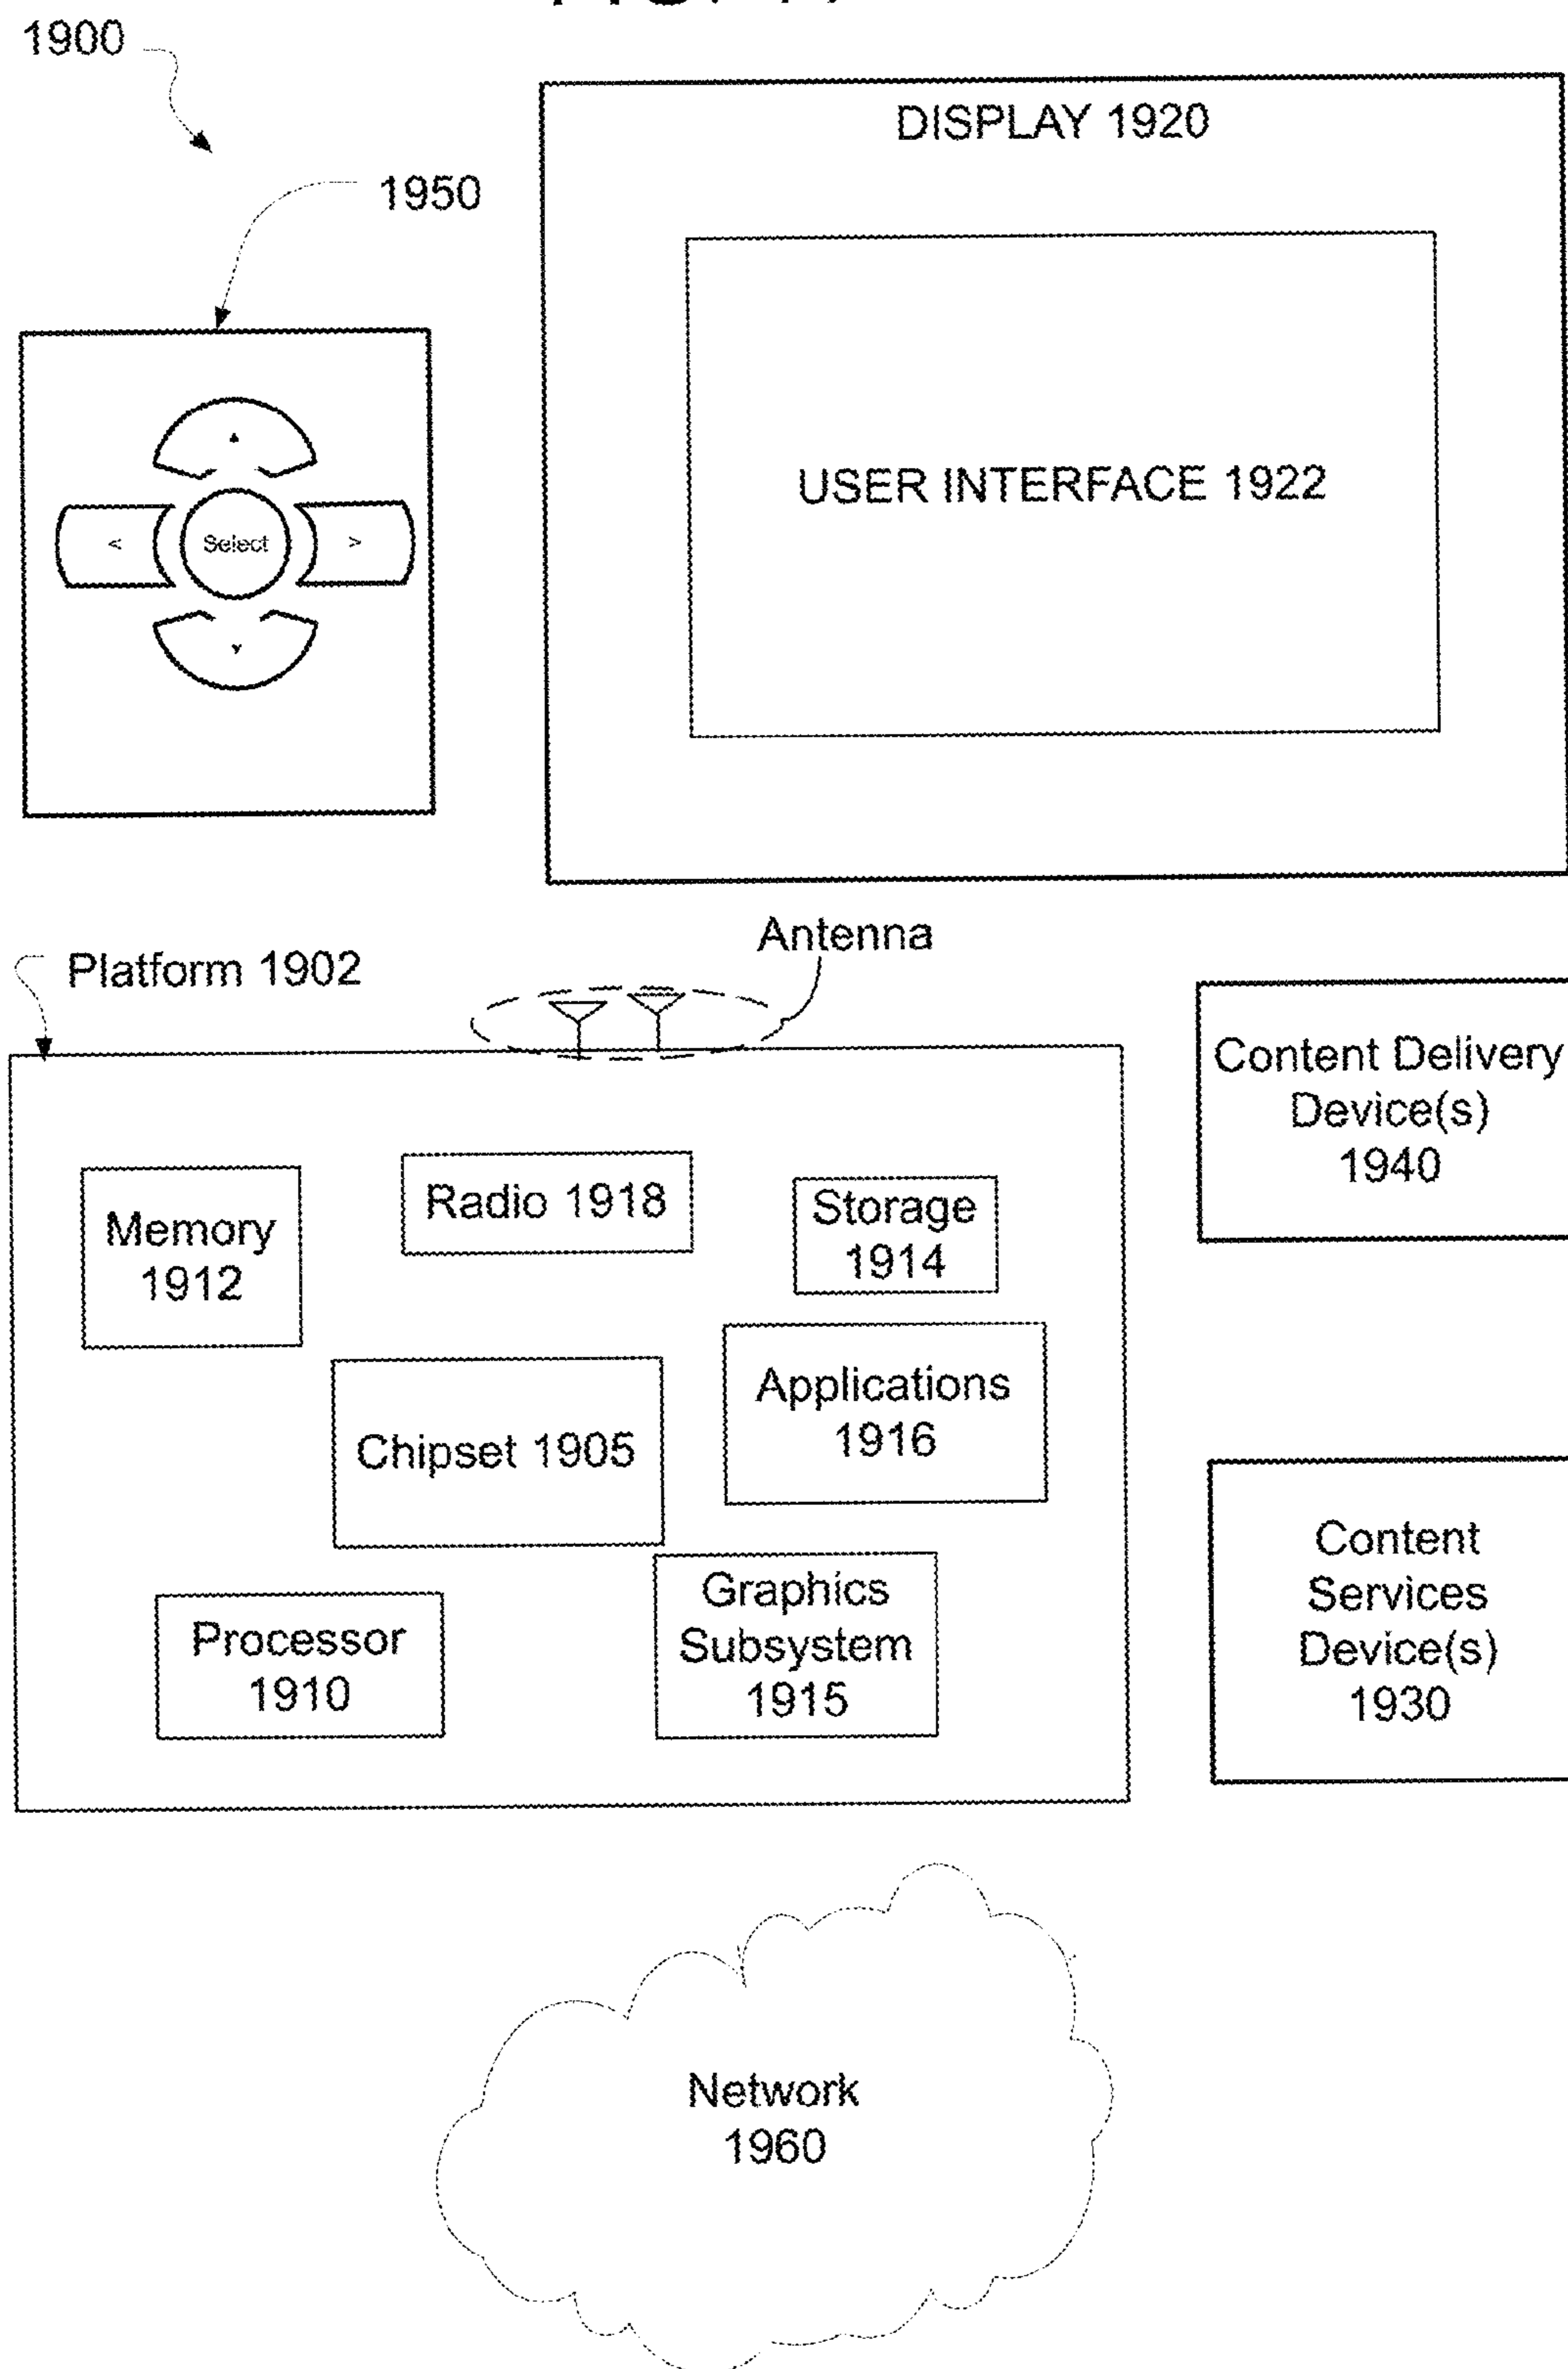 1900
1950
DISPLAY 1920
USER INTERFACE 1922
<
Select
>
Antenna
Platform 1902
Memory
1912
Radio 1918
Storage
1914
Chipset 1905
Applications
1916
Processor
1910
Graphics
Subsystem
1915
Content Delivery
Device(s)
1940
Content
Services
Device(s)
1930
Network
1960